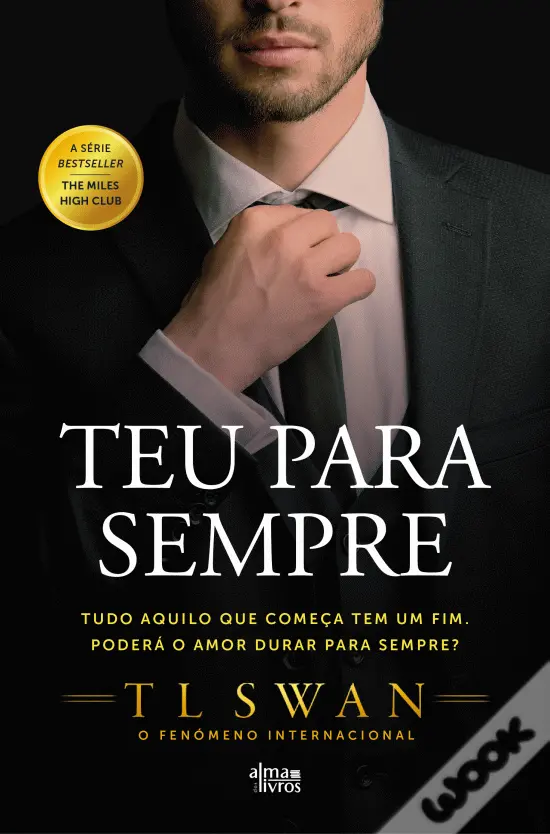 A SÉRIE
BESTSELLER
THE MILES
HIGH CLUB
TEU PARA
SEMPRE
TUDO AQUILO QUE COMEÇA TEM UM FIM.
PODERÁ O AMOR DURAR PARA SEMPRE?
T L SWAN
O FENÓMENO INTERNACIONAL
alma
dos livros
wook